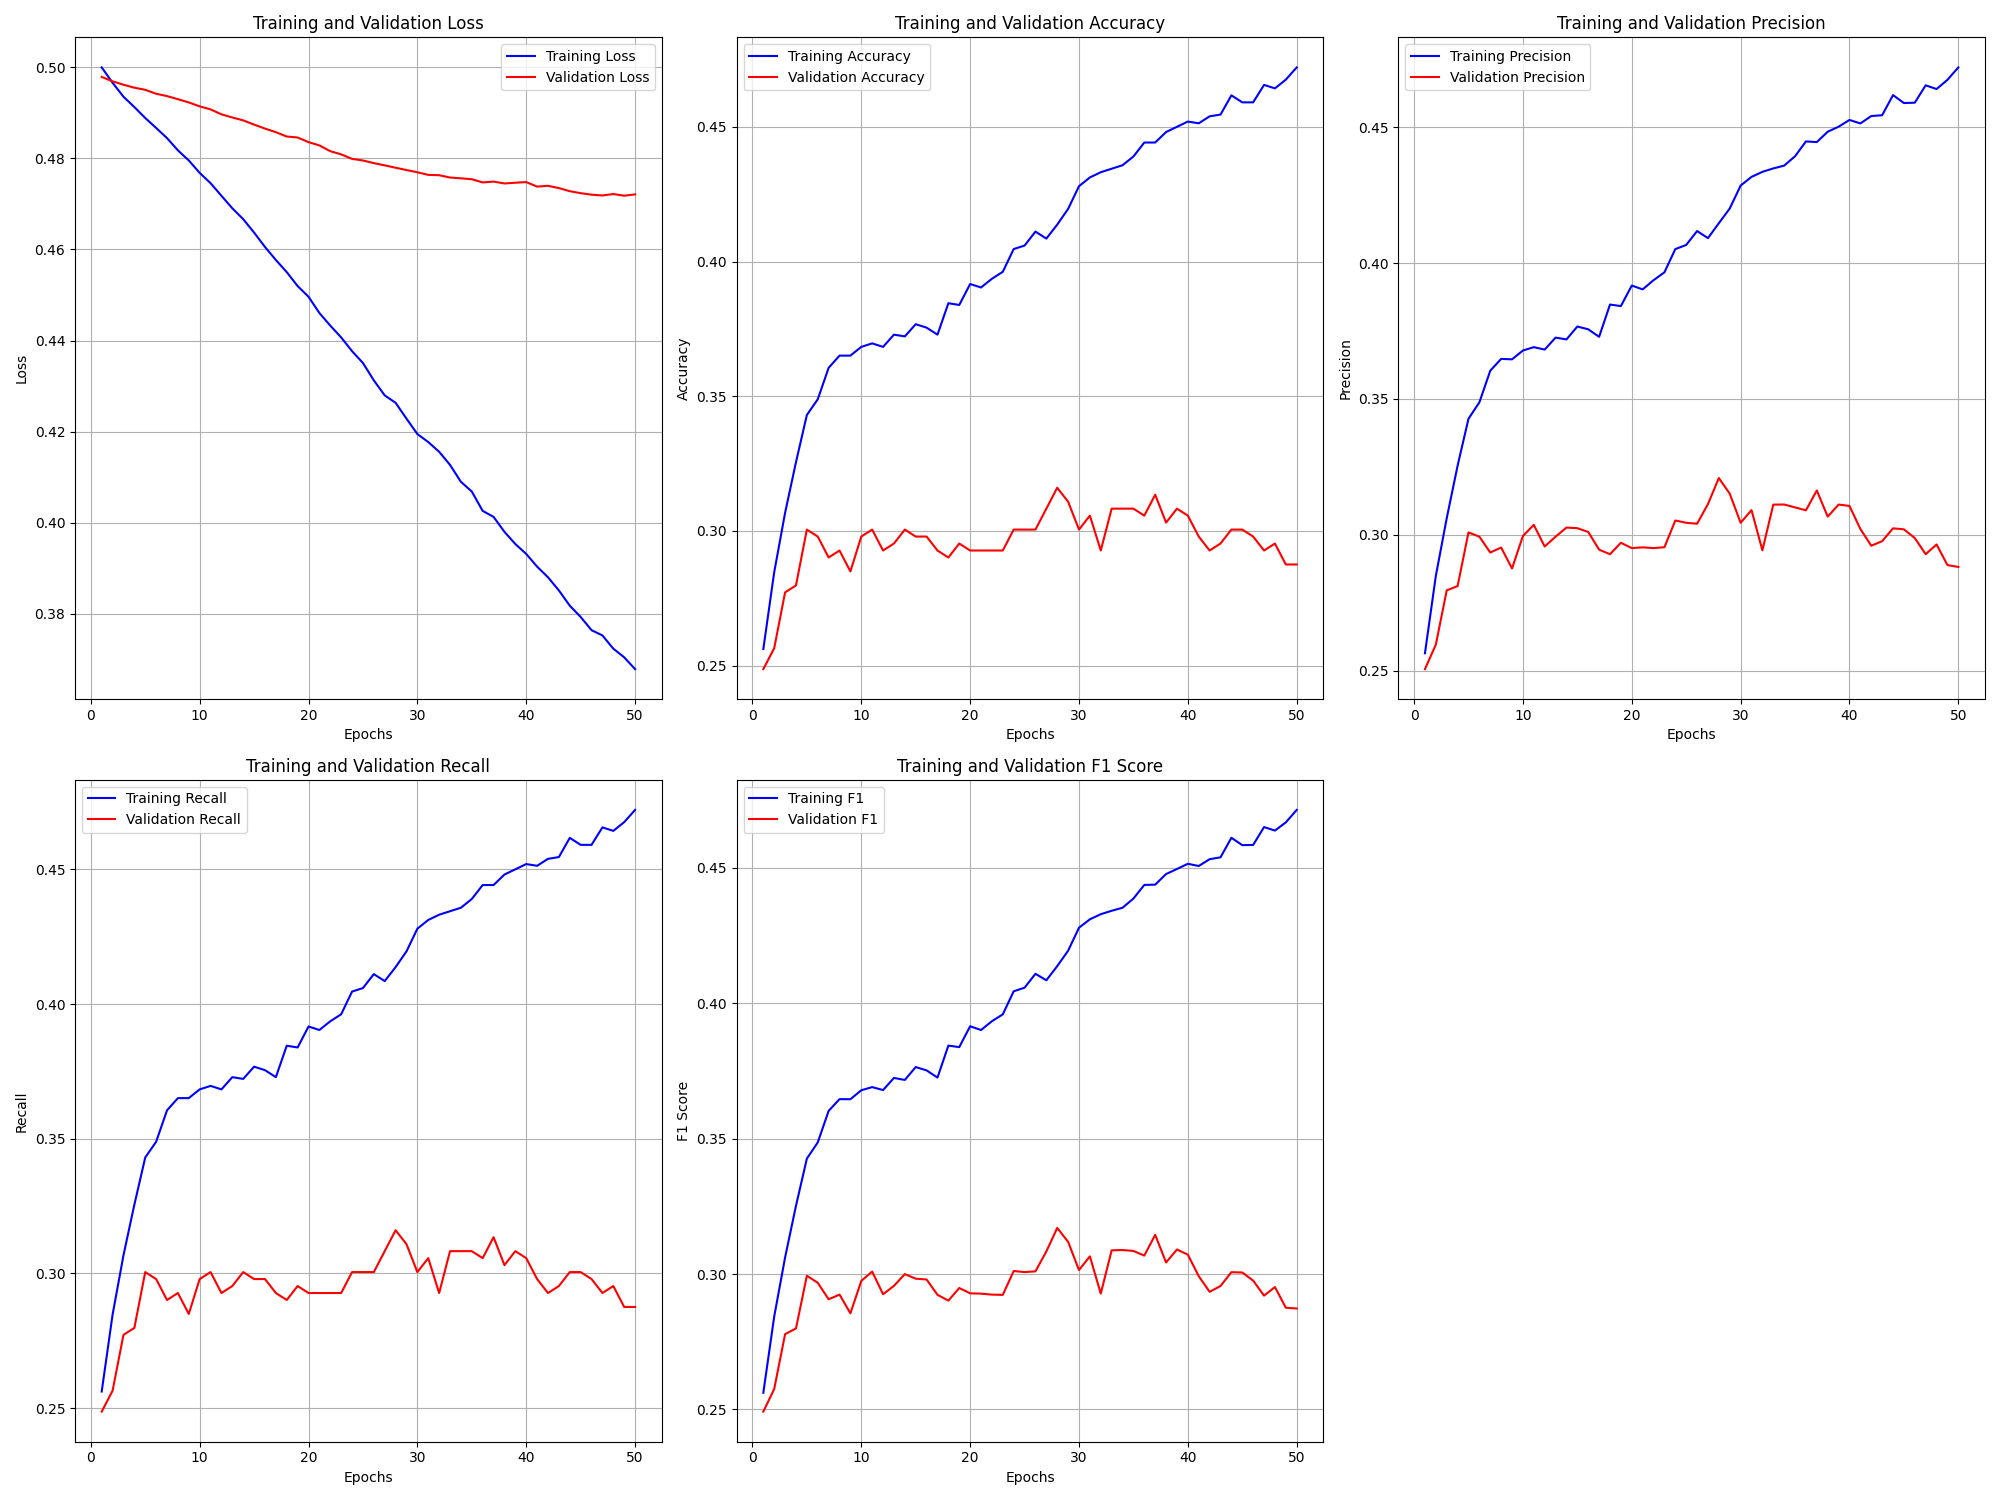 Training and Validation Loss
Training Loss
Validation Loss
0.50
0.48
0.46
0.44
0.42
0.40
0.38
Loss
0 10 20 30 40 50
Epochs
Training and Validation Accuracy
Training Accuracy
Validation Accuracy
0.45
0.40
0.35
0.30
0.25
Accuracy
0 10 20 30 40 50
Epochs
Training and Validation Precision
Training Precision
Validation Precision
0.45
0.40
0.35
0.30
0.25
Precision
0 10 20 30 40 50
Epochs
Training and Validation Recall
Training Recall
Validation Recall
0.45
0.40
0.35
0.30
0.25
Recall
0 10 20 30 40 50
Epochs
Training and Validation F1 Score
Training F1
Validation F1
0.45
0.40
0.35
0.30
0.25
F1 Score
0 10 20 30 40 50
Epochs